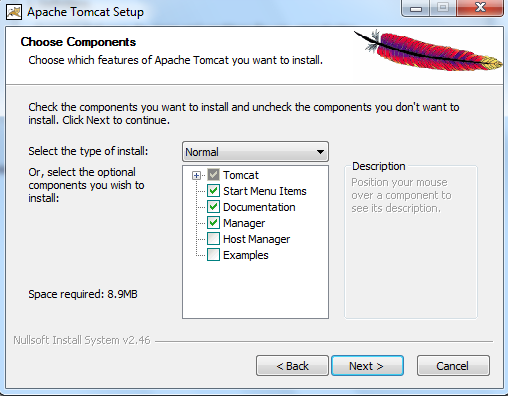 Apache Tomcat Setup
Choose Components
Choose which features of Apache Tomcat you want to install.
Check the components you want to install and uncheck the components you don't want to
install. Click Next to continue.
Select the type of install:
Normal
Or, select the optional
components you wish to
install:
Tomcat
Start Menu Items
Documentation
Manager
Host Manager
Examples
Description
Position your mouse
over a component to
see its description.
Space required: 8.9MB
Nullsoft Install System v2.46
< Back
Next >
Cancel